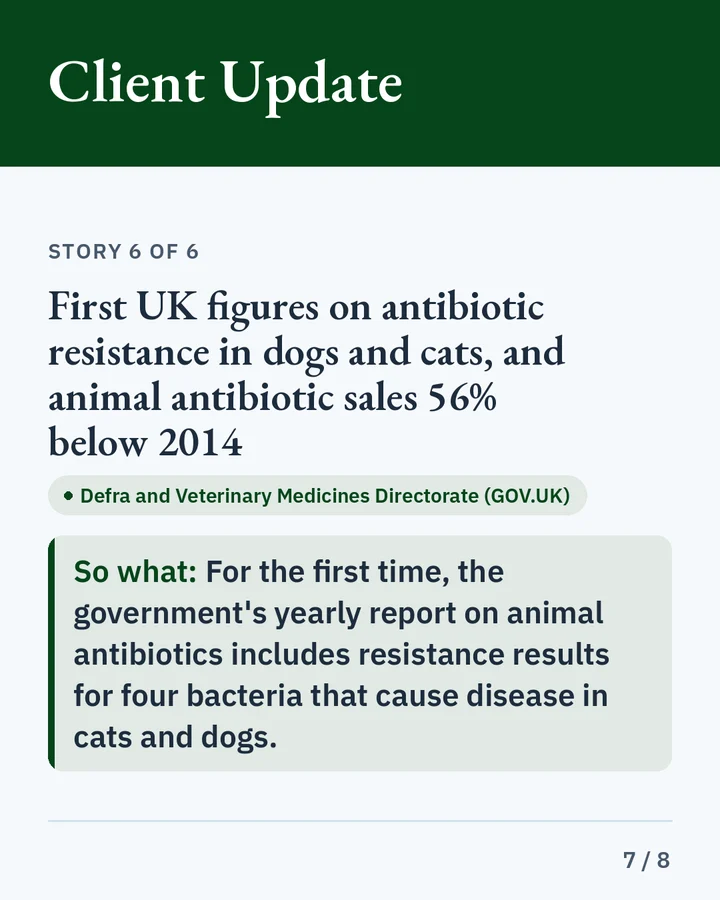 Client Update
STORY 6 OF 6
First UK figures on antibiotic
resistance in dogs and cats, and
animal antibiotic sales 56%
below 2014
Defra and Veterinary Medicines Directorate (GOV.UK)
So what: For the first time, the
government's yearly report on animal
antibiotics includes resistance results
for four bacteria that cause disease in
cats and dogs.
7 / 8